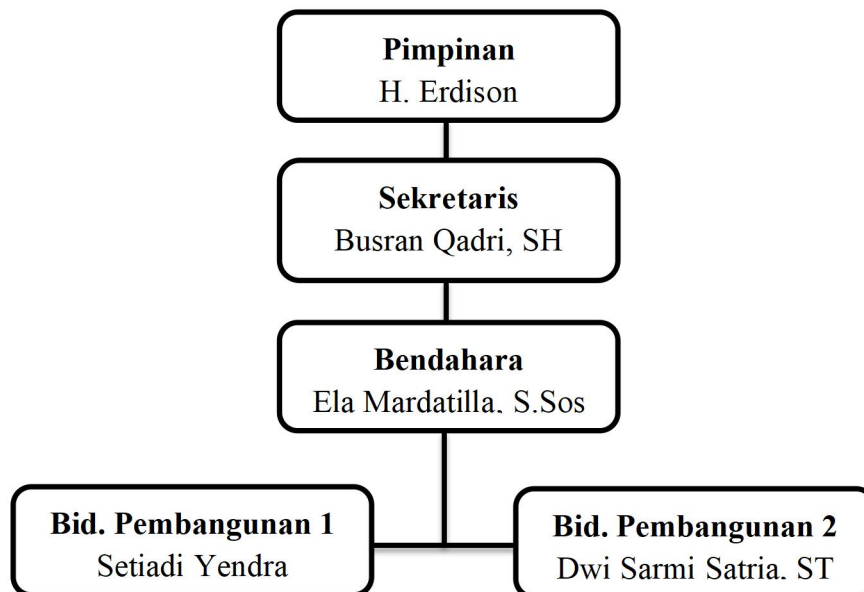 Pimpinan
H. Erdison
Sekretaris
Busran Qadri, SH
Bendahara
Ela Mardatilla, S.Sos
Bid. Pembangunan 1
Setiadi Yendra
Bid. Pembangunan 2
Dwi Sarmi Satria, ST